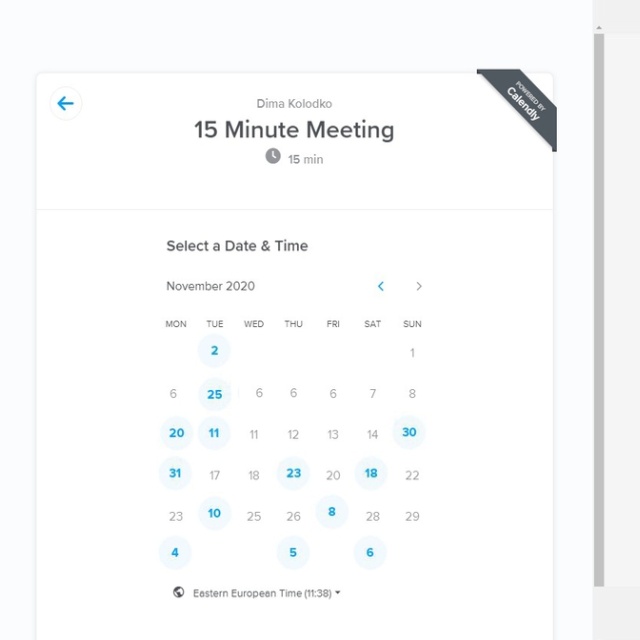 POWERED BY
Calendly
Dima Kolodko
15 Minute Meeting
15 min
Select a Date & Time
November 2020
MON TUE WED THU FRI SAT SUN
2 1
6 25 6 6 6 7 8
20 11 11 12 13 14 30
31 17 18 23 20 18 22
23 10 25 26 8 28 29
4 5 6
Eastern European Time (11:38)